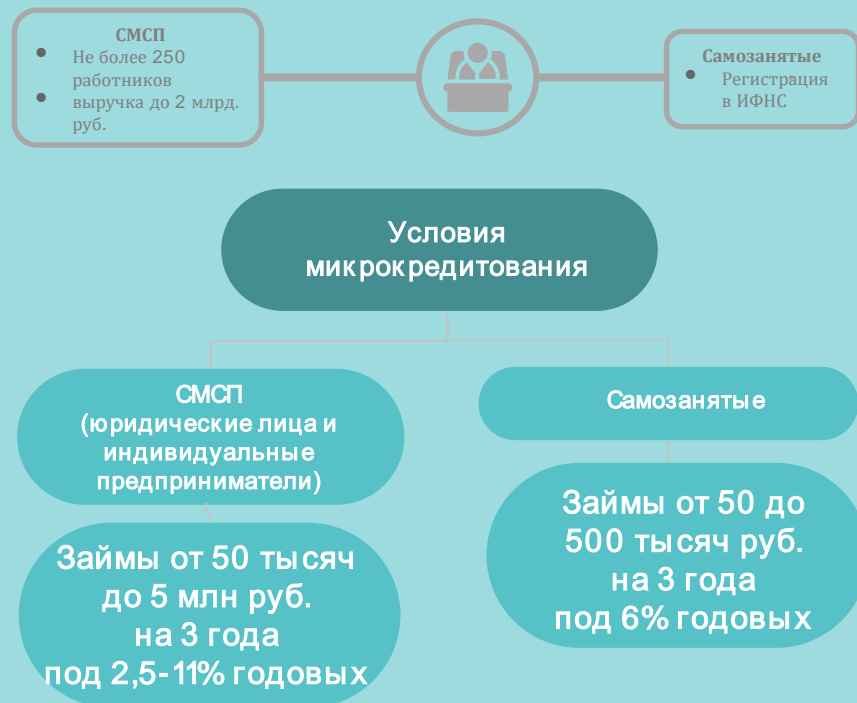 СМСП
● Не более 250
работников
● выручка до 2 млрд.
руб.
Самозанятые
● Регистрация
в ИФНС
Условия
микрокредитования
СМСП
(юридические лица и
индивидуальные
предприниматели)
Самозанятые
Займы от 50 тысяч
до 5 млн руб.
на 3 года
под 2,5-11% годовых
Займы от 50 до
500 тысяч руб.
на 3 года
под 6% годовых